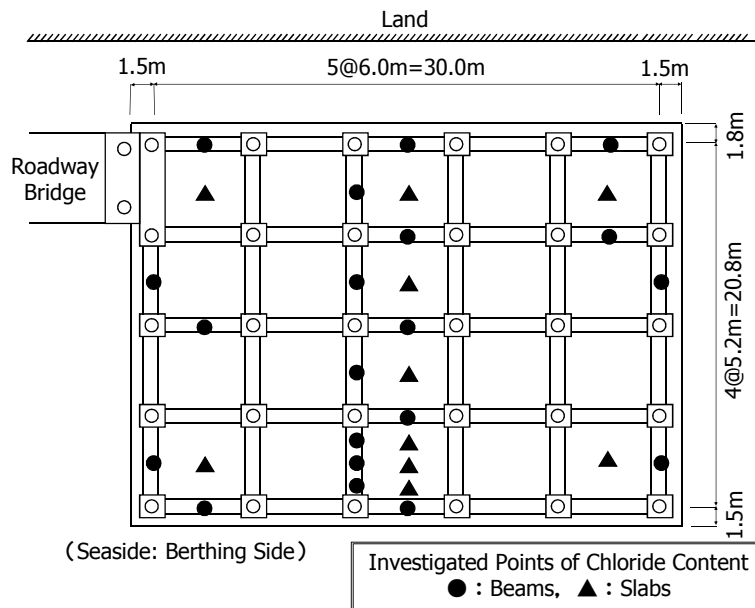 Land
1.5m
5@6.0m=30.0m
1.5m
1.8m
Roadway
Bridge
4@5.2m=20.8m
1.5m
(Seaside: Berthing Side)
Investigated Points of Chloride Content
● : Beams, ▲ : Slabs